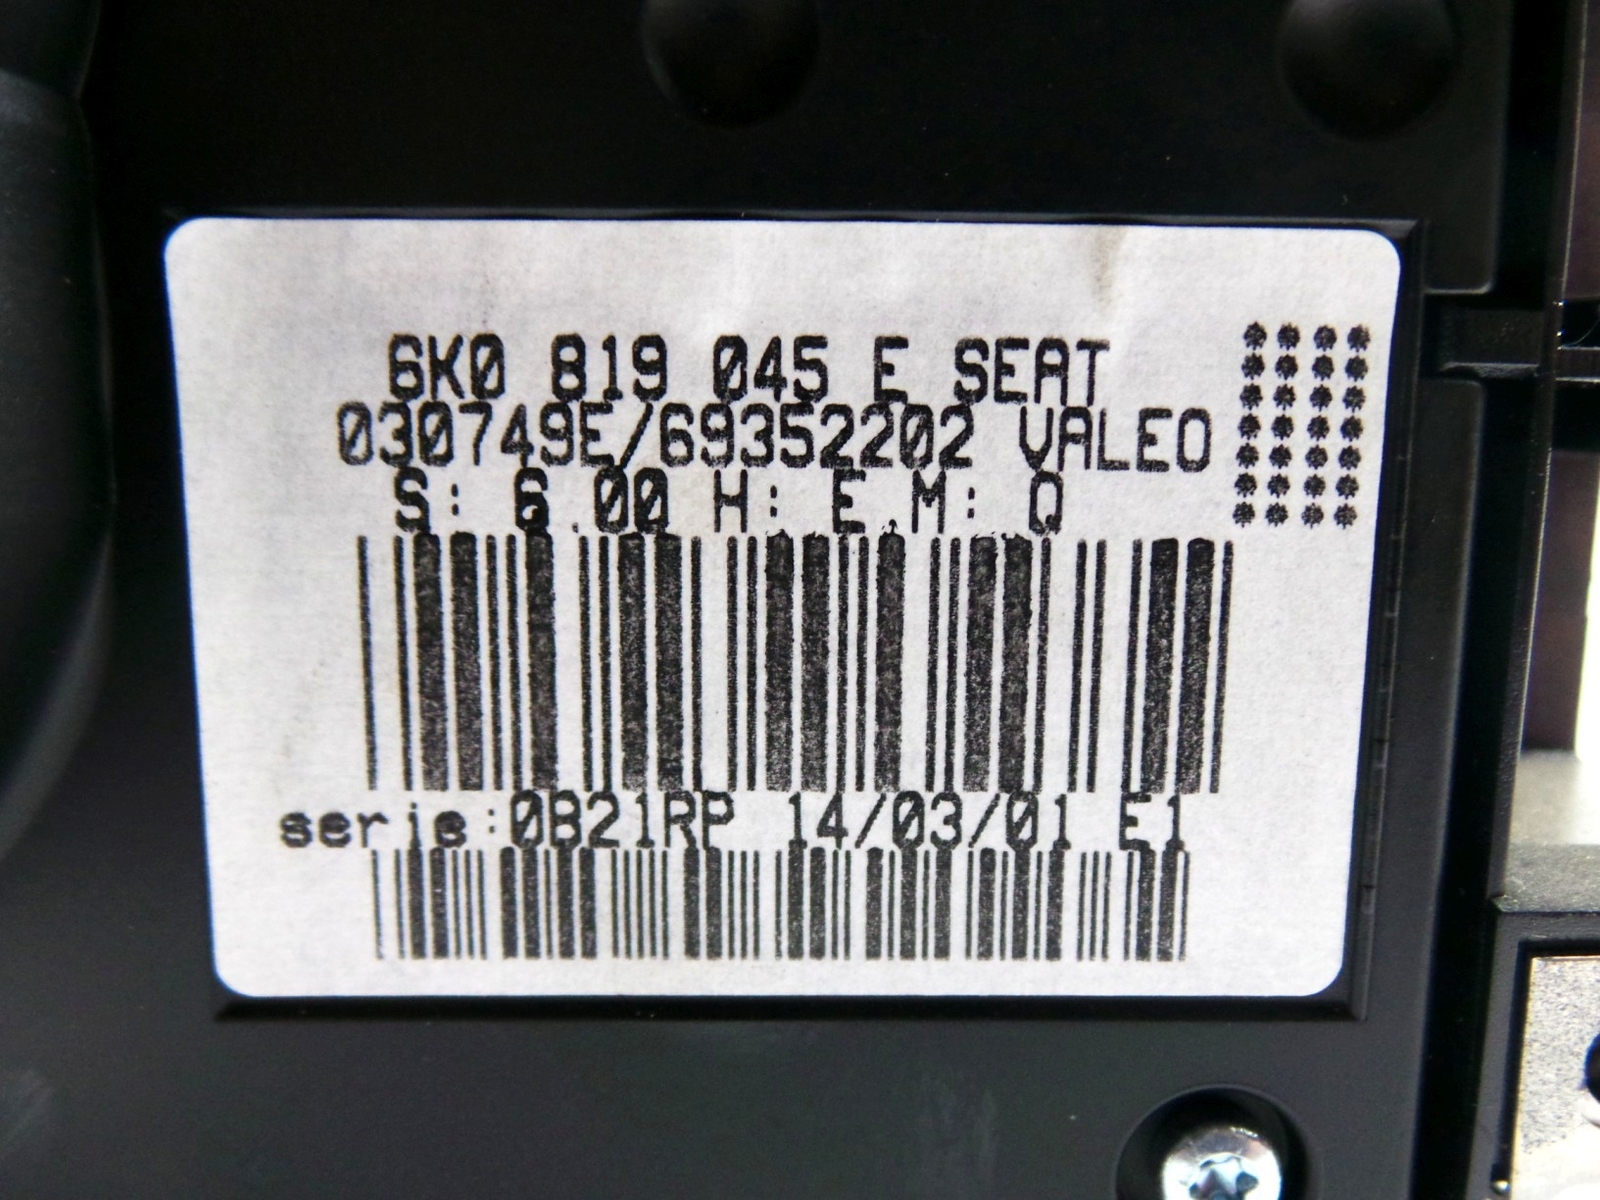 6K0 819 045 E SEAT
030749E/69352202 VALEO
S: 6.00 H: E M: Q
serie:0B21RP 14/03/01 E1